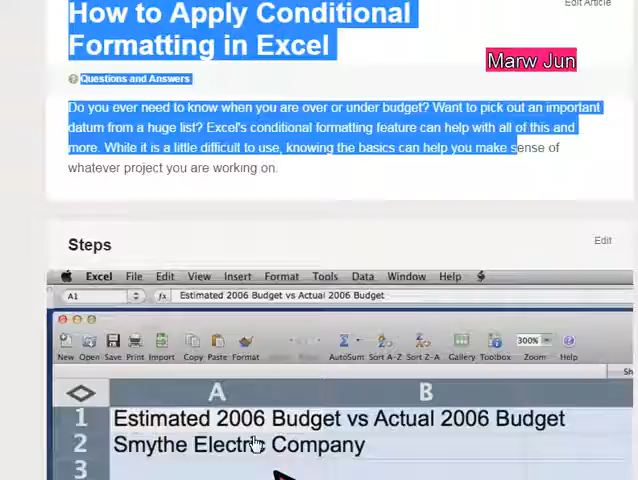 Edit Article
How to Apply Conditional
Formatting in Excel
Marw Jun
Questions and Answers
Do you ever need to know when you are over or under budget? Want to pick out an important
datum from a huge list? Excel's conditional formatting feature can help with all of this and
more. While it is a little difficult to use, knowing the basics can help you make sense of
whatever project you are working on.
Steps
Edit
Excel File Edit View Insert Format Tools Data Window Help
A1 fx Estimated 2006 Budget vs Actual 2006 Budget
300%
New Open Save Print Import Copy Paste Format AutoSum Sort A-Z Sort Z-A Gallery Toolbox Zoom Help
Sh
A B
1 Estimated 2006 Budget vs Actual 2006 Budget
2 Smythe Electric Company
3